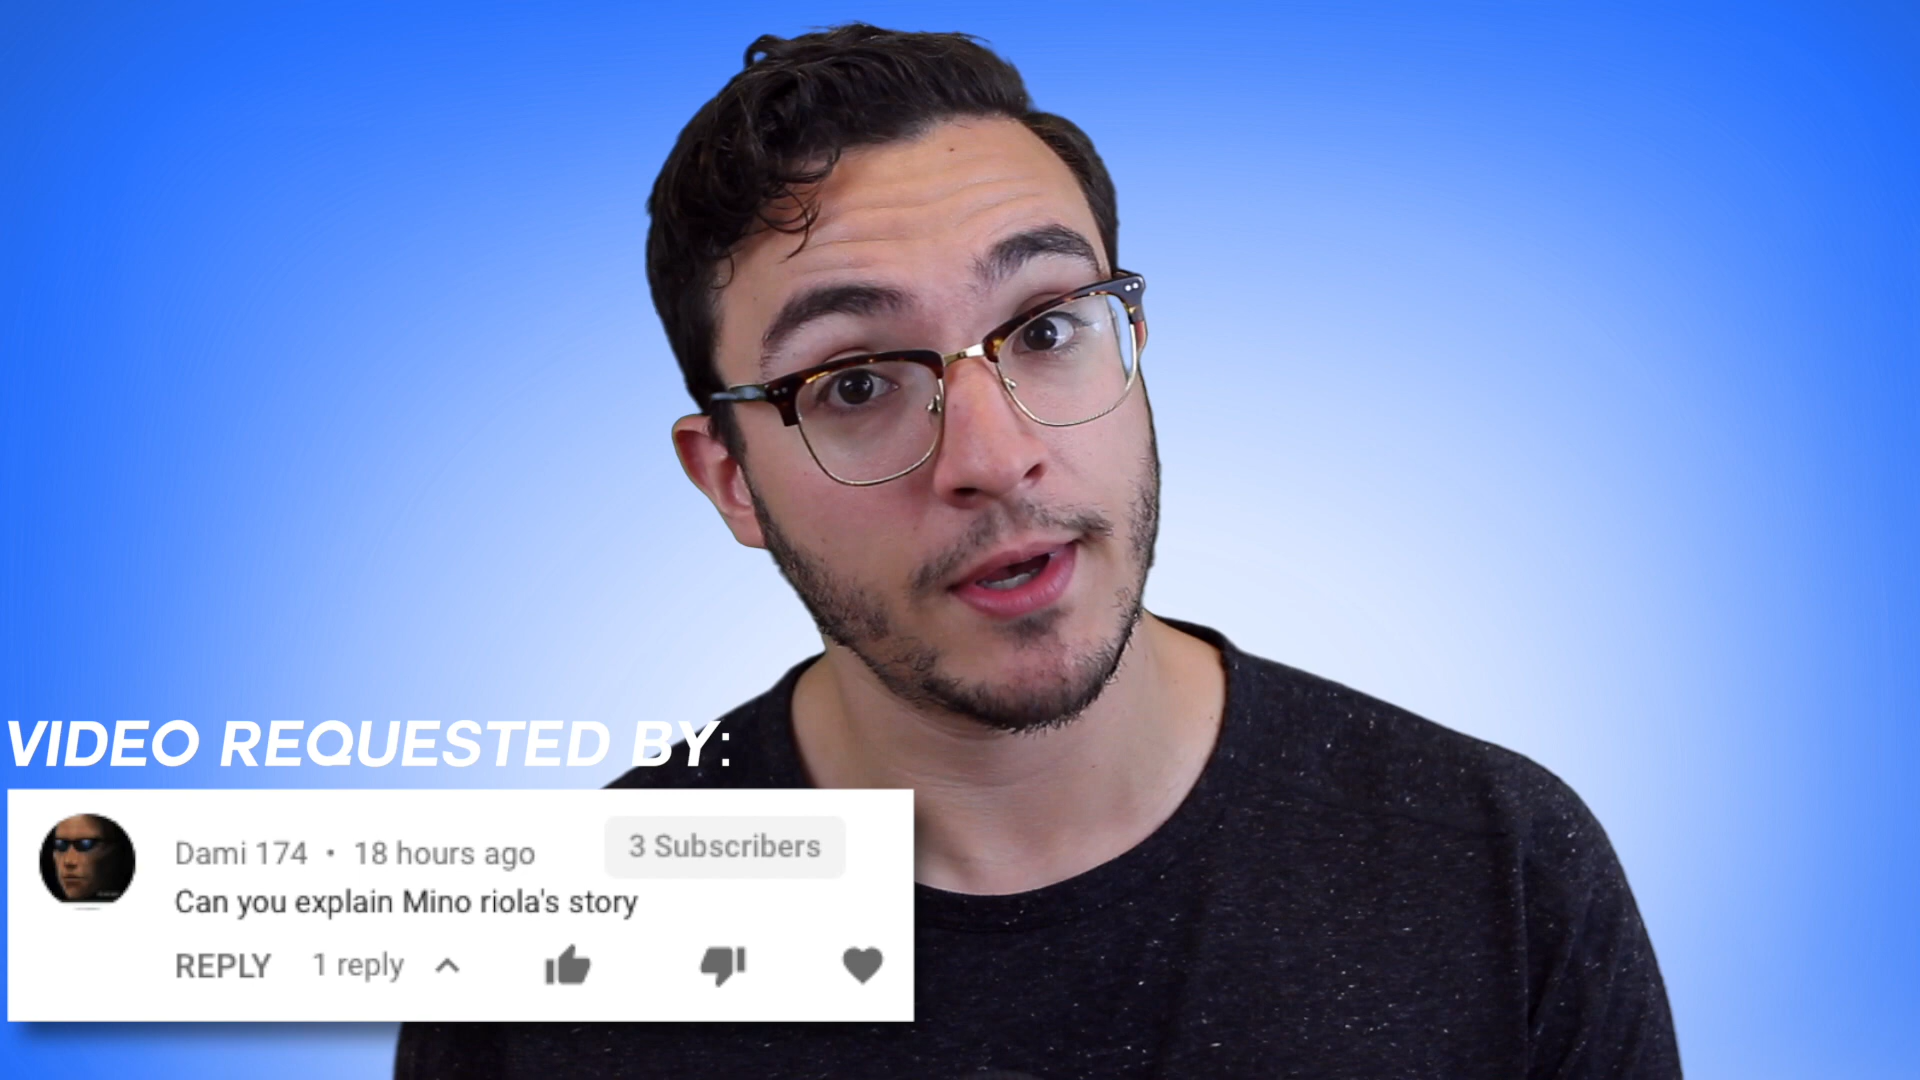 VIDEO REQUESTED BY:
Dami 174 • 18 hours ago 3 Subscribers
Can you explain Mino riola's story
REPLY 1 reply